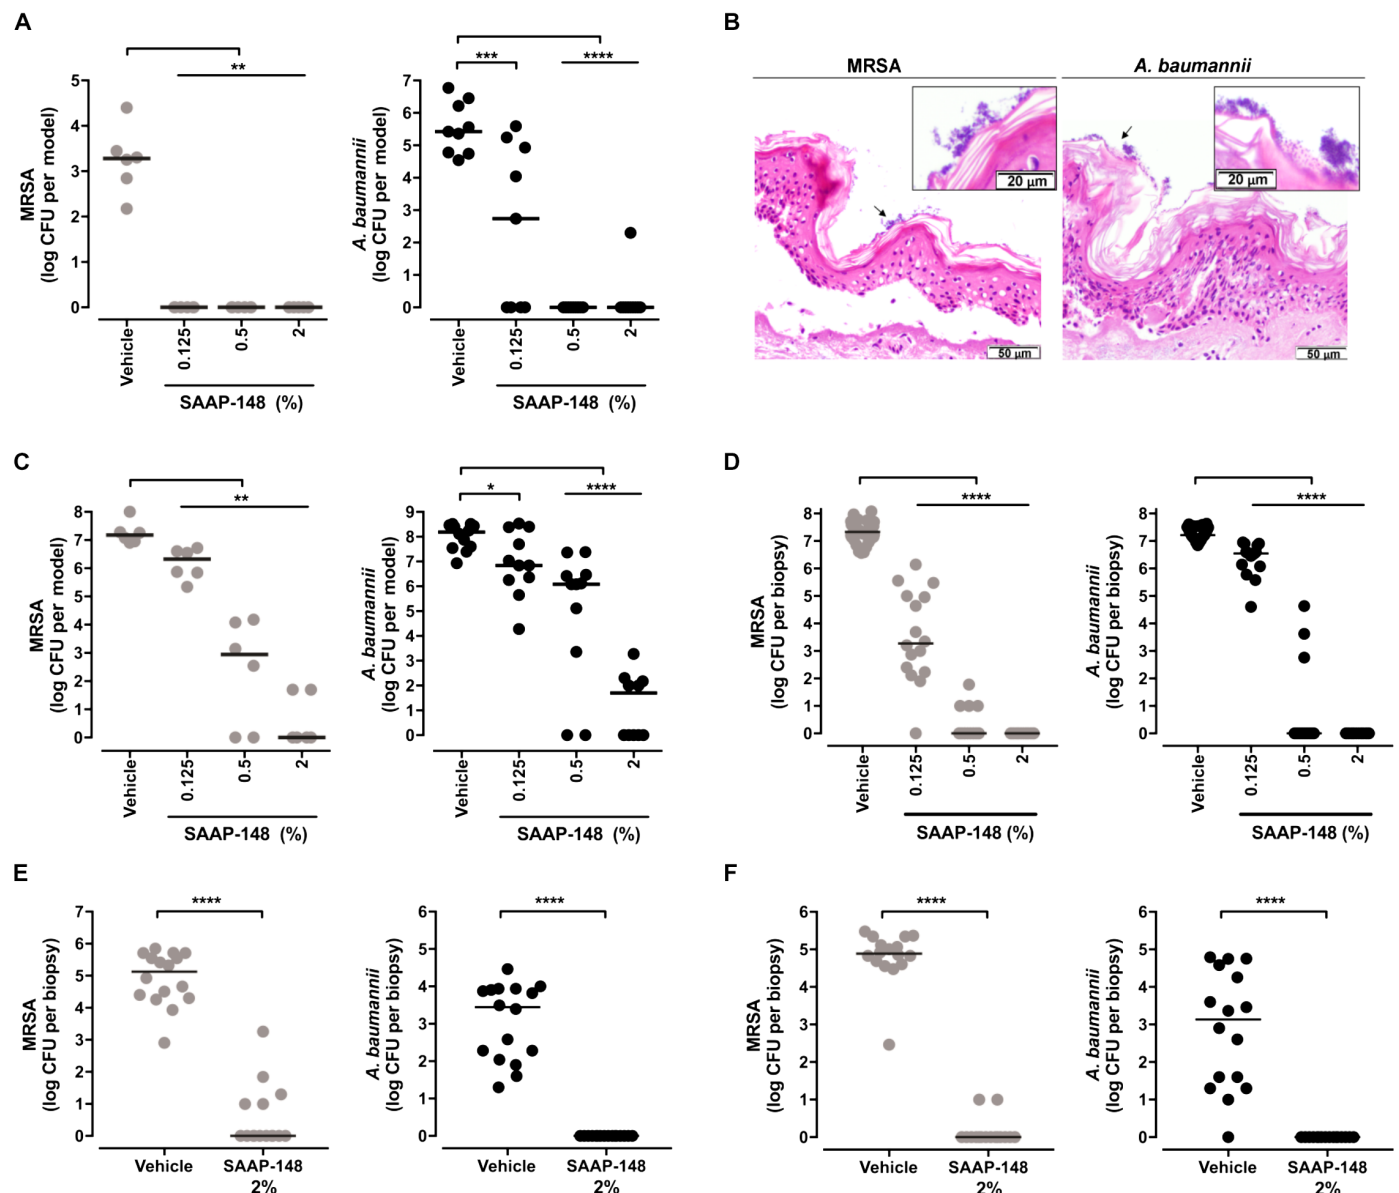 A
MRSA
(log CFU per model)
**
5
4
3
2
1
0
Vehicle
0.125
0.5
2
SAAP-148 (%)
A. baumannii
(log CFU per model)
***
****
7
6
5
4
3
2
1
0
Vehicle
0.125
0.5
2
SAAP-148 (%)
B
MRSA
A. baumannii
20 µm
20 µm
50 µm
50 µm
C
MRSA
(log CFU per model)
**
8
7
6
5
4
3
2
1
0
Vehicle
0.125
0.5
2
SAAP-148 (%)
A. baumannii
(log CFU per model)
*
****
9
8
7
6
5
4
3
2
1
0
Vehicle
0.125
0.5
2
SAAP-148 (%)
D
MRSA
(log CFU per biopsy)
****
8
7
6
5
4
3
2
1
0
Vehicle
0.125
0.5
2
SAAP-148 (%)
A. baumannii
(log CFU per biopsy)
****
8
7
6
5
4
3
2
1
0
Vehicle
0.125
0.5
2
SAAP-148 (%)
E
MRSA
(log CFU per biopsy)
****
7
6
5
4
3
2
1
0
Vehicle
SAAP-148
2%
A. baumannii
(log CFU per biopsy)
****
6
5
4
3
2
1
0
Vehicle
SAAP-148
2%
F
MRSA
(log CFU per biopsy)
****
6
5
4
3
2
1
0
Vehicle
SAAP-148
2%
A. baumannii
(log CFU per biopsy)
****
6
5
4
3
2
1
0
Vehicle
SAAP-148
2%